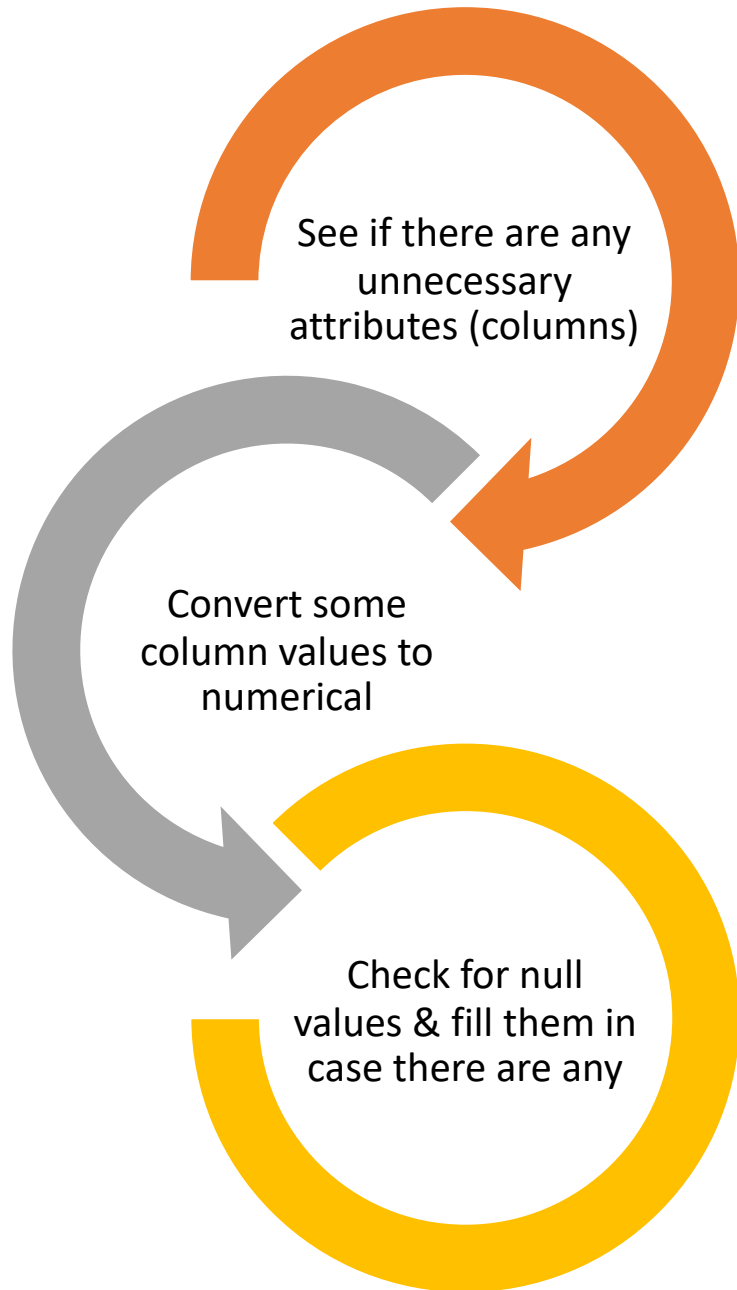 See if there are any
unnecessary
attributes (columns)
Convert some
column values to
numerical
Check for null
values & fill them in
case there are any